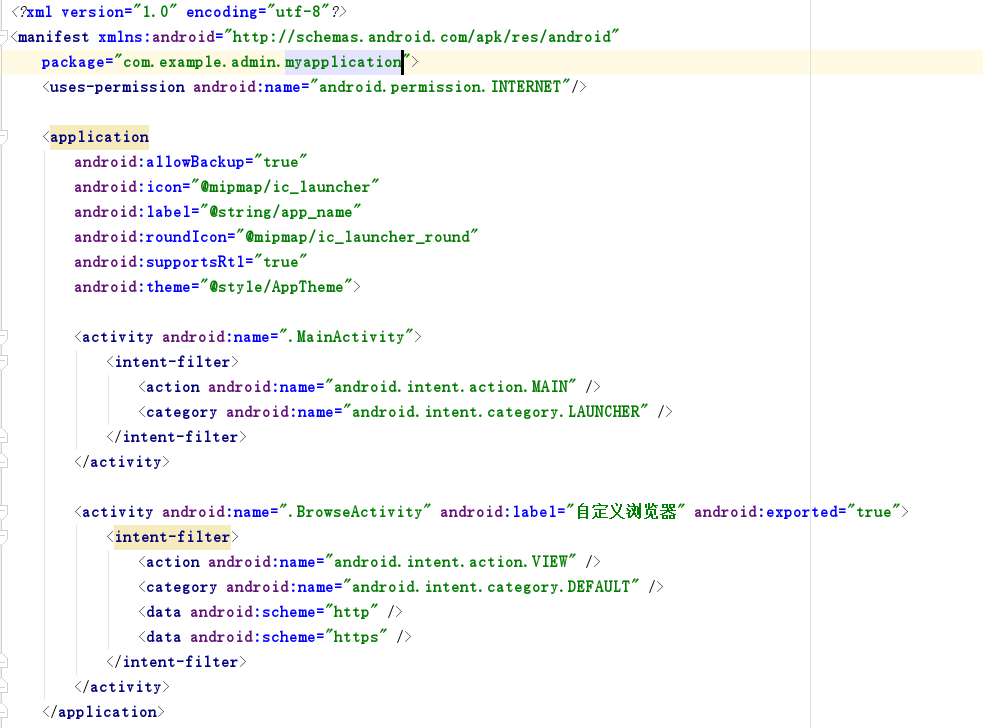 <?xml version="1.0" encoding="utf-8"?>
<manifest xmlns:android="http://schemas.android.com/apk/res/android"
    package="com.example.admin.myapplication">
    <uses-permission android:name="android.permission.INTERNET"/>

    <application
        android:allowBackup="true"
        android:icon="@mipmap/ic_launcher"
        android:label="@string/app_name"
        android:roundIcon="@mipmap/ic_launcher_round"
        android:supportsRtl="true"
        android:theme="@style/AppTheme">

        <activity android:name=".MainActivity">
            <intent-filter>
                <action android:name="android.intent.action.MAIN" />
                <category android:name="android.intent.category.LAUNCHER" />
            </intent-filter>
        </activity>

        <activity android:name=".BrowseActivity" android:label="自定义浏览器" android:exported="true">
            <intent-filter>
                <action android:name="android.intent.action.VIEW" />
                <category android:name="android.intent.category.DEFAULT" />
                <data android:scheme="http" />
                <data android:scheme="https" />
            </intent-filter>
        </activity>
    </application>